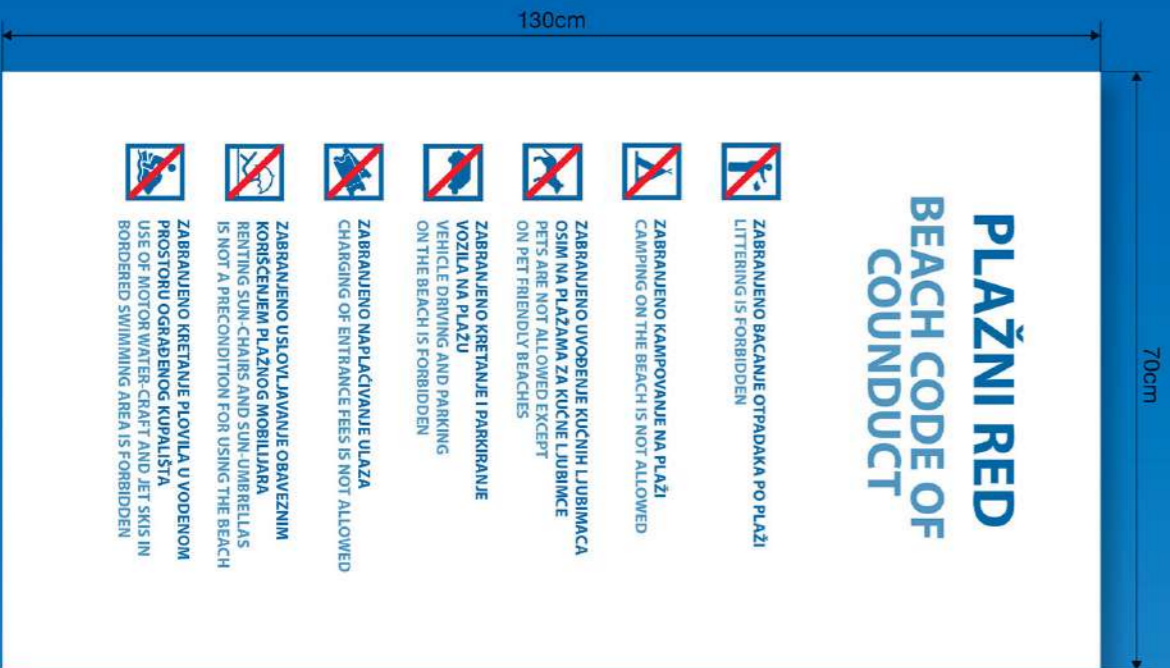 130cm
70cm
PLAŽNI RED
BEACH CODE OF
COUNDUCT
ZABRANJENO BACANJE OTPADAKA PO PLAŽI
LITTERING IS FORBIDDEN
ZABRANJENO KAMPOVANJE NA PLAŽI
CAMPING ON THE BEACH IS NOT ALLOWED
ZABRANJENO UVOĐENJE KUĆNIH LJUBIMACA
OSIM NA PLAŽAMA ZA KUĆNE LJUBIMCE
PETS ARE NOT ALLOWED EXCEPT
ON PET FRIENDLY BEACHES
ZABRANJENO KRETANJE I PARKIRANJE
VOZILA NA PLAŽU
VEHICLE DRIVING AND PARKING
ON THE BEACH IS FORBIDDEN
ZABRANJENO NAPLAĆIVANJE ULAZA
CHARGING OF ENTRANCE FEES IS NOT ALLOWED
ZABRANJENO USLOVLJAVANJE OBAVEZNIM
KORIŠĆENJEM PLAŽNOG MOBILIJARA
RENTING SUN-CHAIRS AND SUN-UMBRELLAS
IS NOT A PRECONDITION FOR USING THE BEACH
ZABRANJENO KRETANJE PLOVILA U VODENOM
PROSTORU OGRAĐENOG KUPALIŠTA
USE OF MOTOR WATER-CRAFT AND JET SKIS IN
BORDERED SWIMMING AREA IS FORBIDDEN